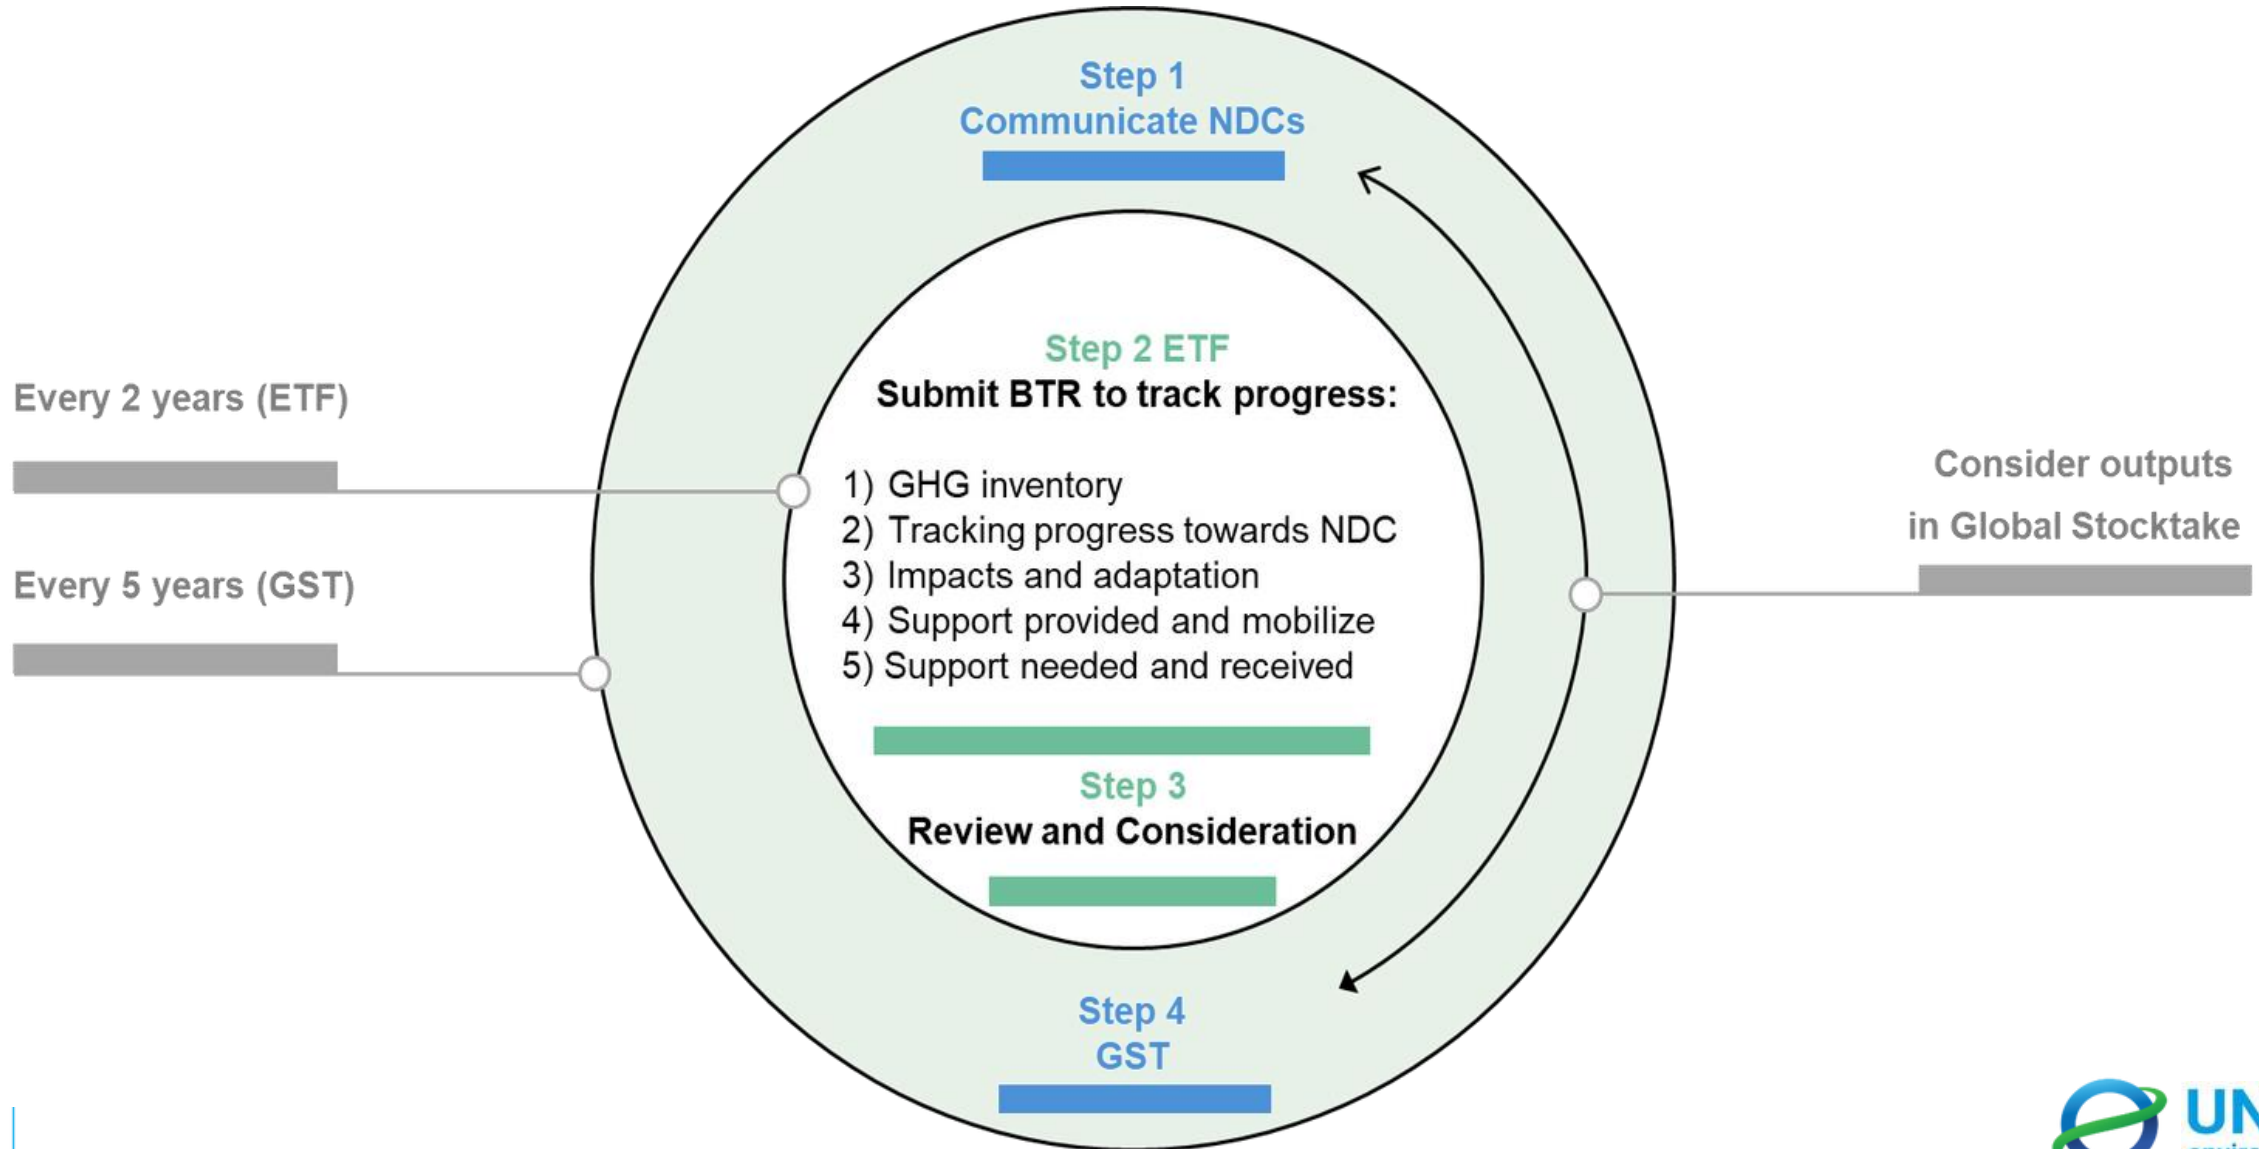 Step 1
Communicate NDCs
Step 2 ETF
Submit BTR to track progress:
1) GHG inventory
2) Tracking progress towards NDC
3) Impacts and adaptation
4) Support provided and mobilize
5) Support needed and received
Step 3
Review and Consideration
Step 4
GST
Every 2 years (ETF)
Every 5 years (GST)
Consider outputs
in Global Stocktake